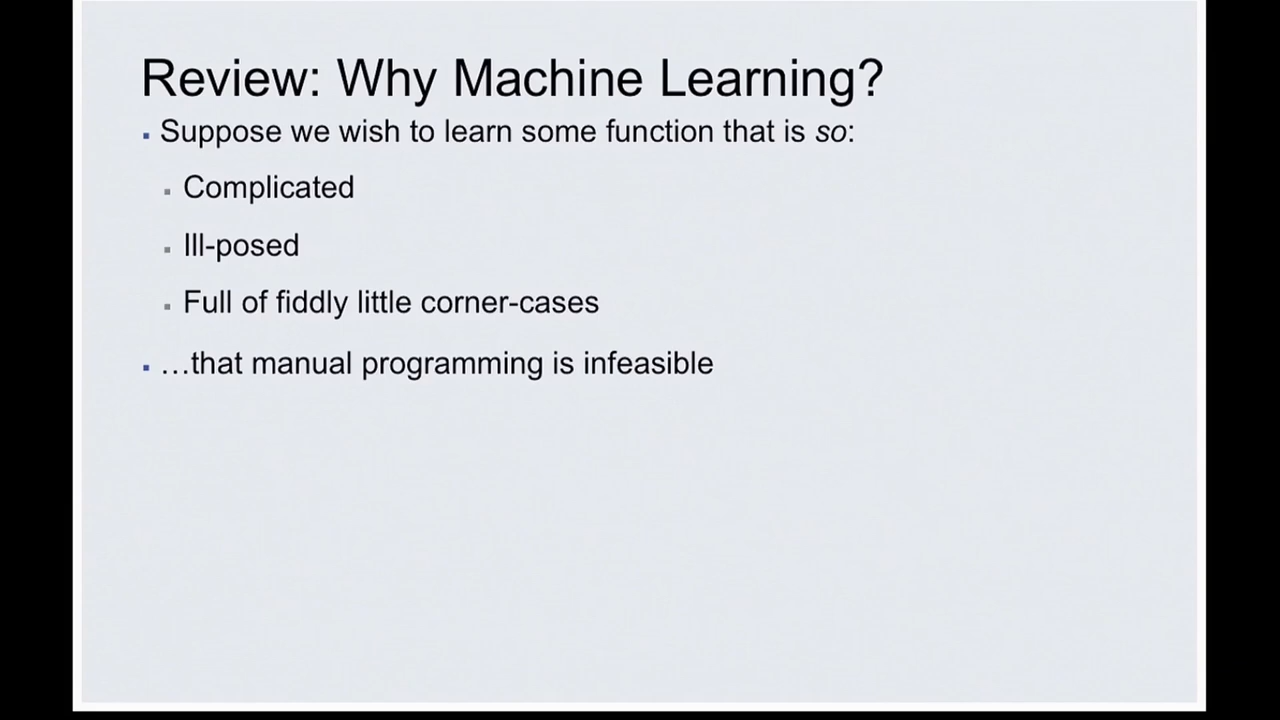 Review: Why Machine Learning?
Suppose we wish to learn some function that is so:
Complicated
Ill-posed
Full of fiddly little corner-cases
…that manual programming is infeasible